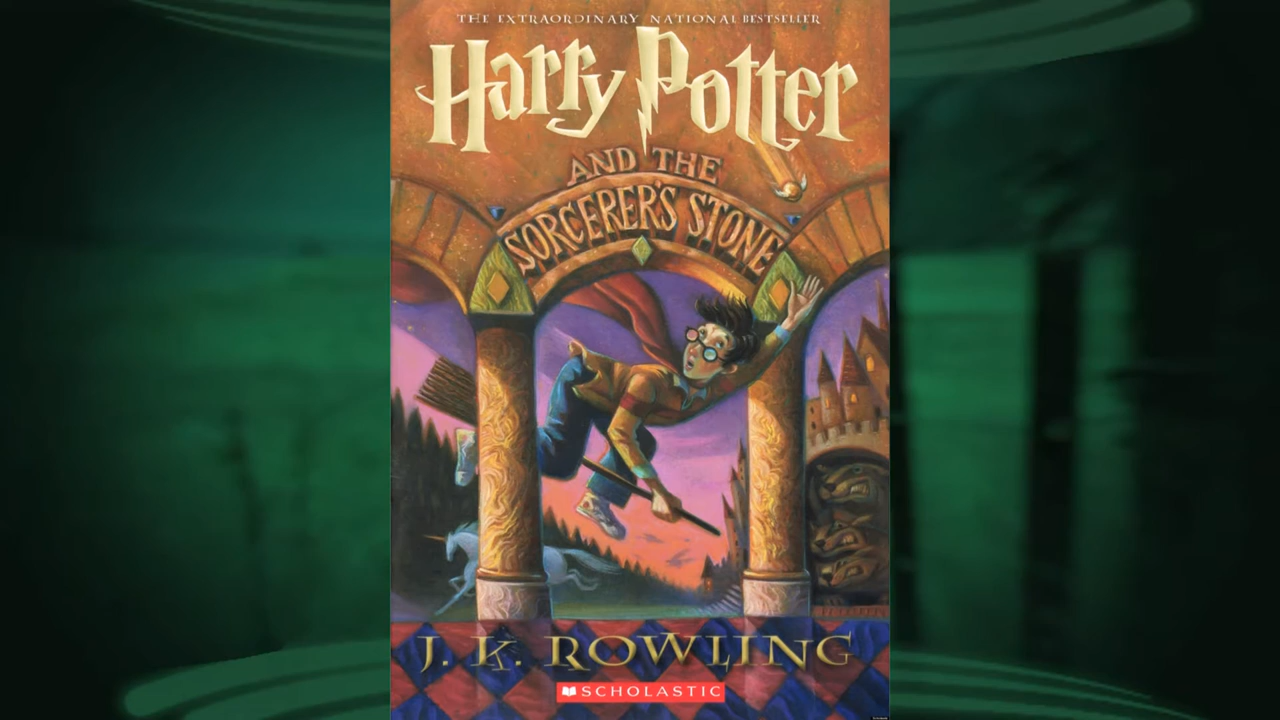 THE EXTRAORDINARY NATIONAL BESTSELLER
Harry Potter
AND THE
SORCERER'S STONE
J. K. ROWLING
SCHOLASTIC